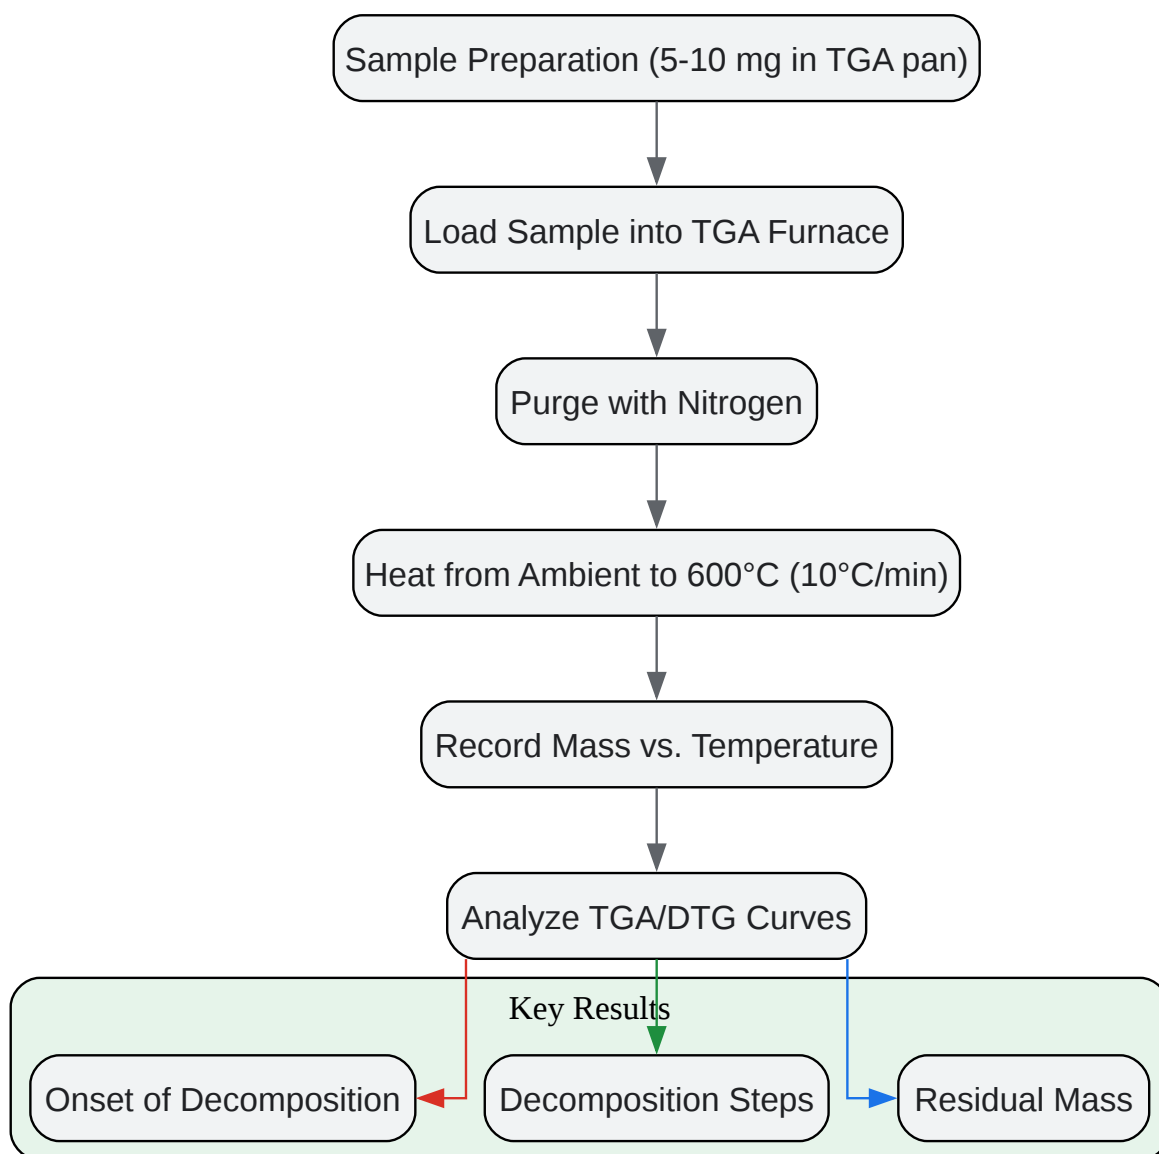 Sample Preparation (5-10 mg in TGA pan)
Load Sample into TGA Furnace
Purge with Nitrogen
Heat from Ambient to 600°C (10°C/min)
Record Mass vs. Temperature
Analyze TGA/DTG Curves
Key Results
Onset of Decomposition
Decomposition Steps
Residual Mass